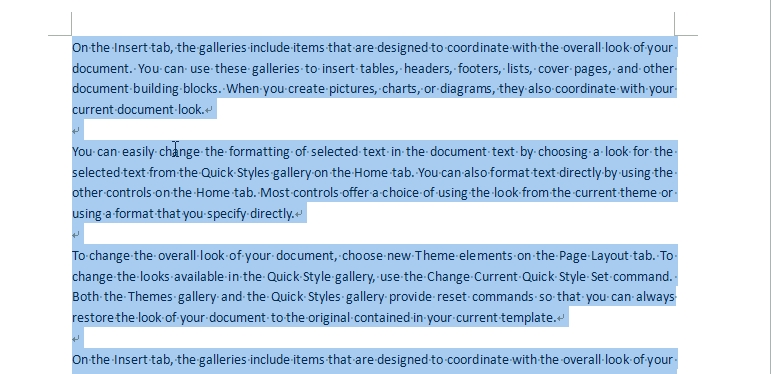 On the Insert tab, the galleries include items that are designed to coordinate with the overall look of your
document. You can use these galleries to insert tables, headers, footers, lists, cover pages, and other
document building blocks. When you create pictures, charts, or diagrams, they also coordinate with your
current document look.
You can easily change the formatting of selected text in the document text by choosing a look for the
selected text from the Quick Styles gallery on the Home tab. You can also format text directly by using the
other controls on the Home tab. Most controls offer a choice of using the look from the current theme or
using a format that you specify directly.
To change the overall look of your document, choose new Theme elements on the Page Layout tab. To
change the looks available in the Quick Style gallery, use the Change Current Quick Style Set command.
Both the Themes gallery and the Quick Styles gallery provide reset commands so that you can always
restore the look of your document to the original contained in your current template.
On the Insert tab, the galleries include items that are designed to coordinate with the overall look of your